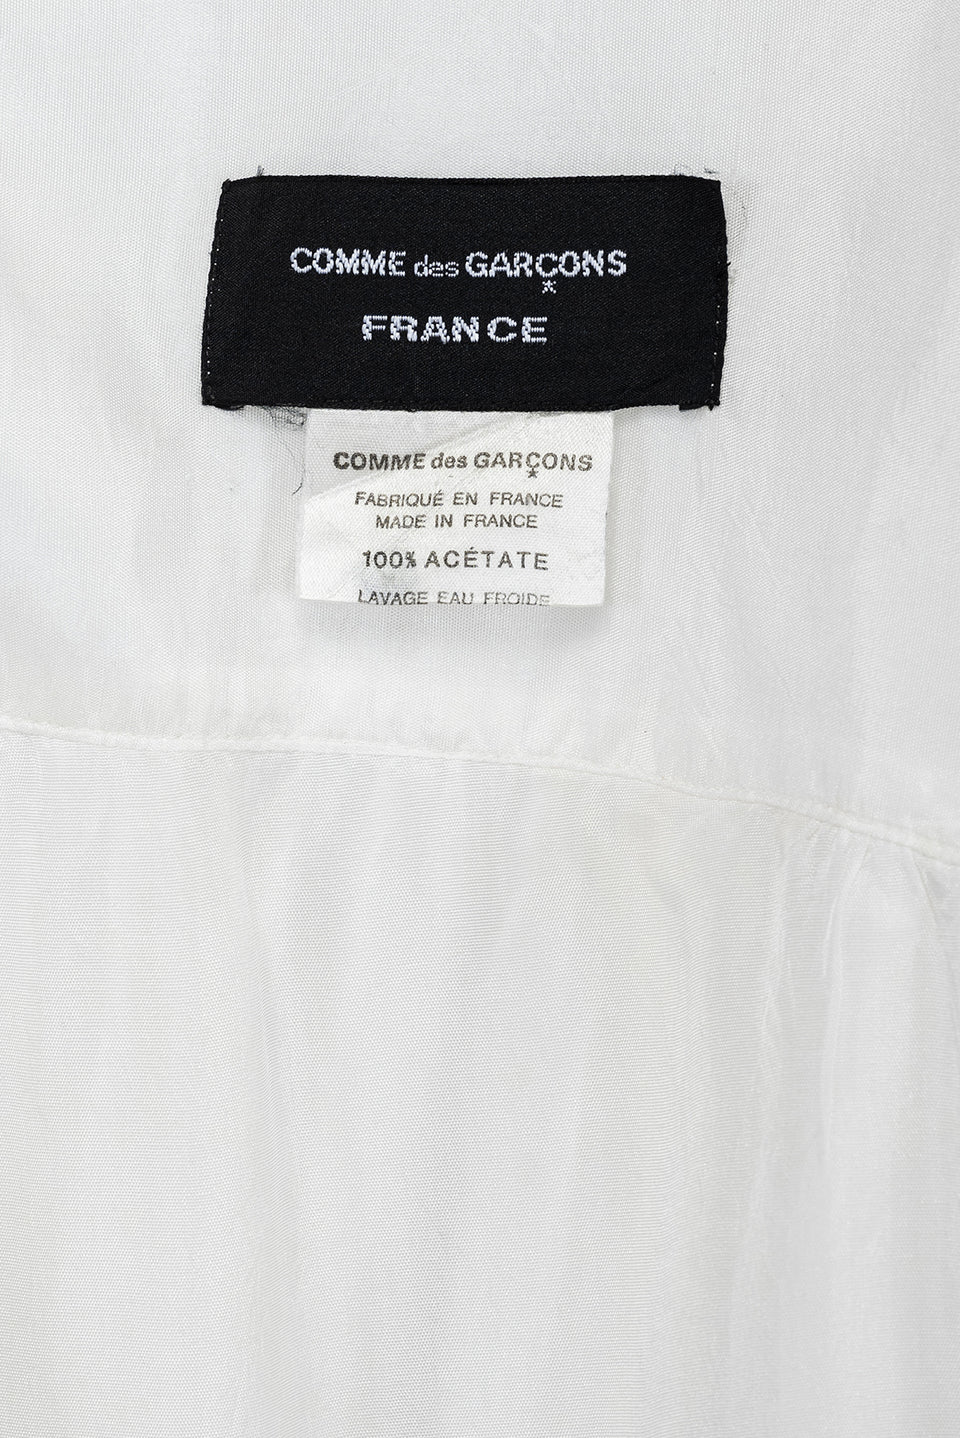 COMME des GARÇONS
FRANCE
COMME des GARÇONS
FABRIQUÉ EN FRANCE
MADE IN FRANCE
100% ACÉTATE
LAVAGE EAU FROIDE